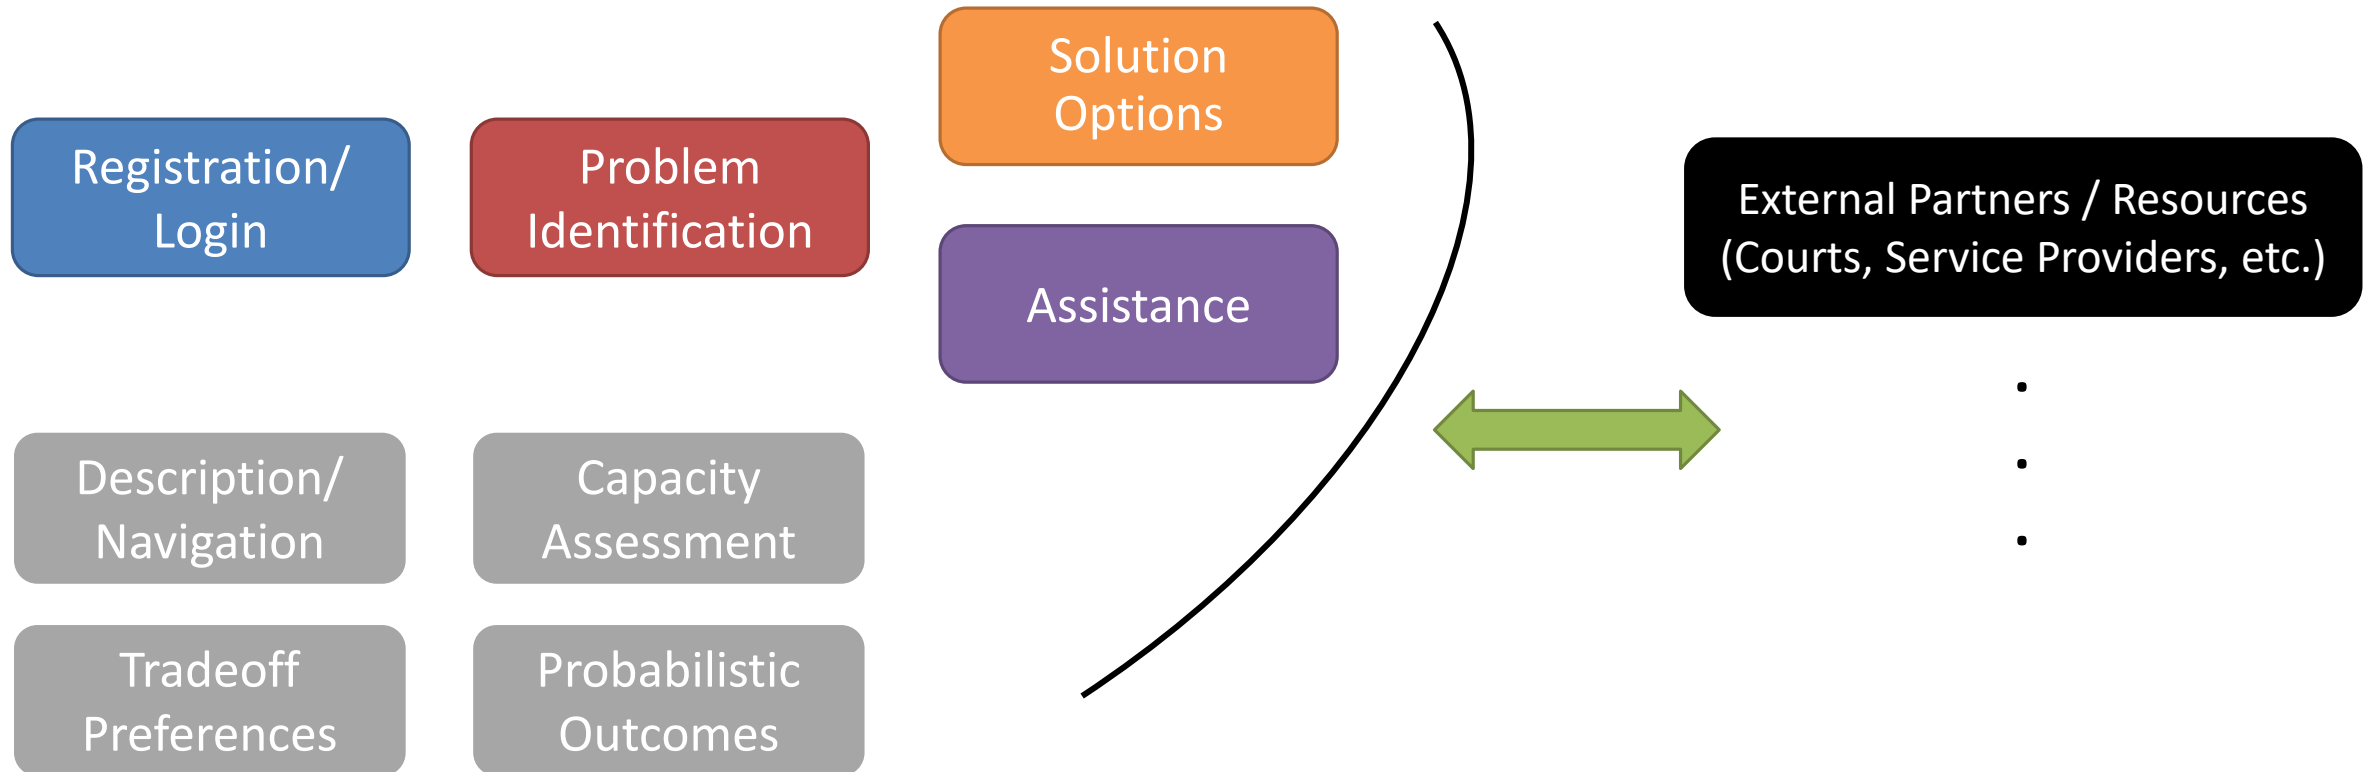 Registration/
Login
Problem
Identification
Solution
Options
Assistance
External Partners / Resources
(Courts, Service Providers, etc.)
.
.
.
Description/
Navigation
Capacity
Assessment
Tradeoff
Preferences
Probabilistic
Outcomes